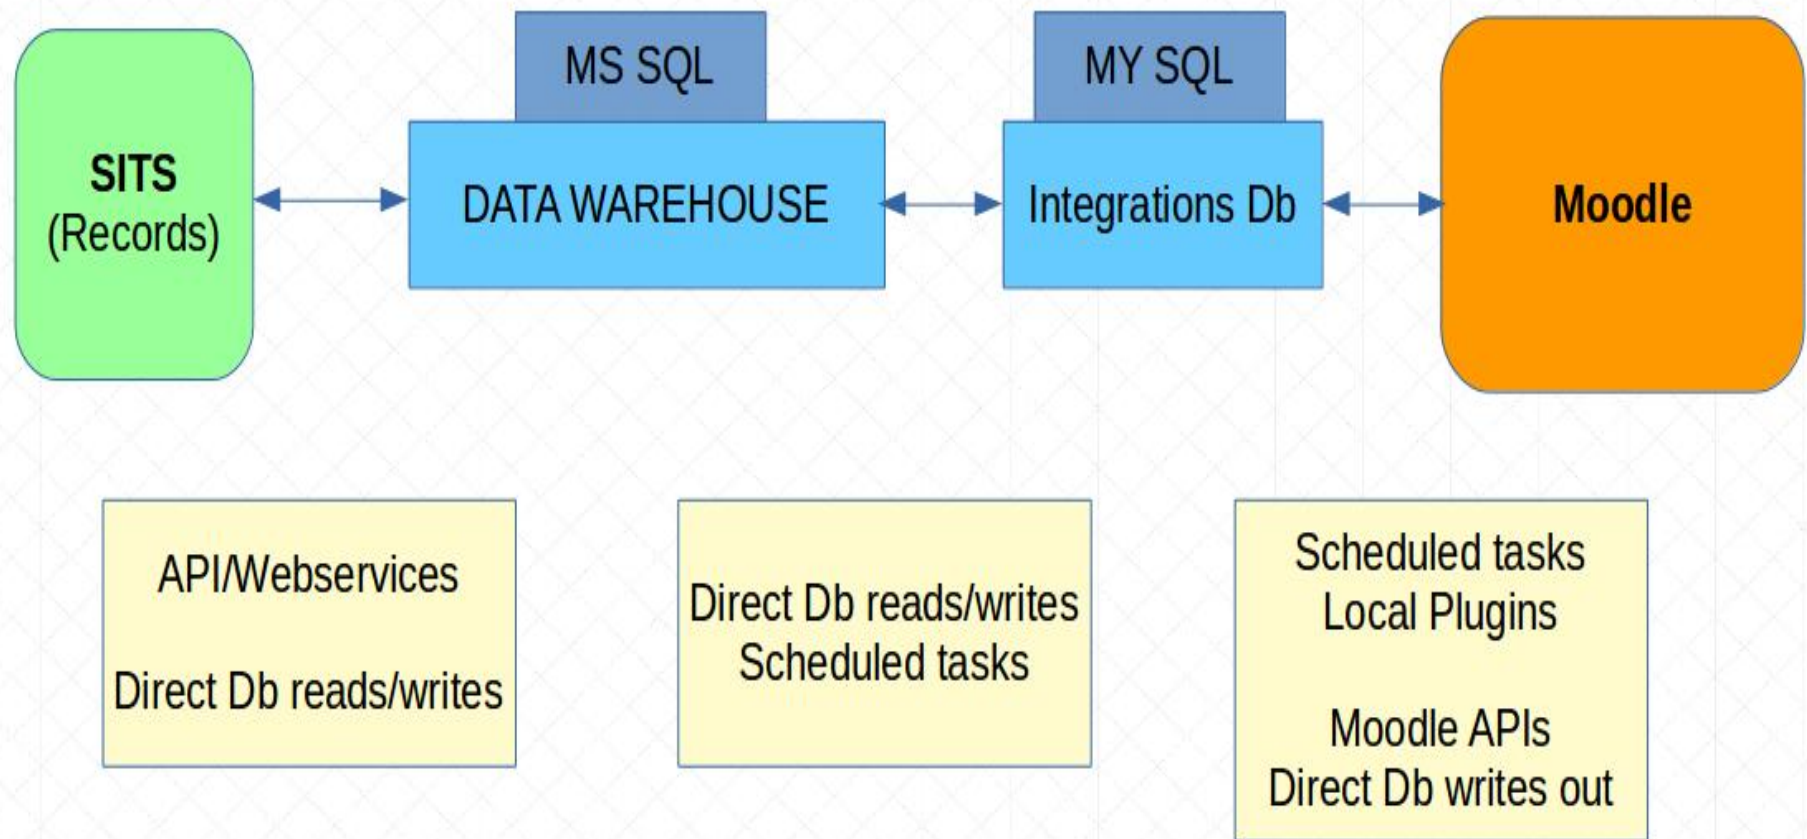 MS SQL
MY SQL
SITS
(Records)
DATA WAREHOUSE
Integrations Db
Moodle
API/Webservices
Direct Db reads/writes
Direct Db reads/writes
Scheduled tasks
Scheduled tasks
Local Plugins
Moodle APIs
Direct Db writes out